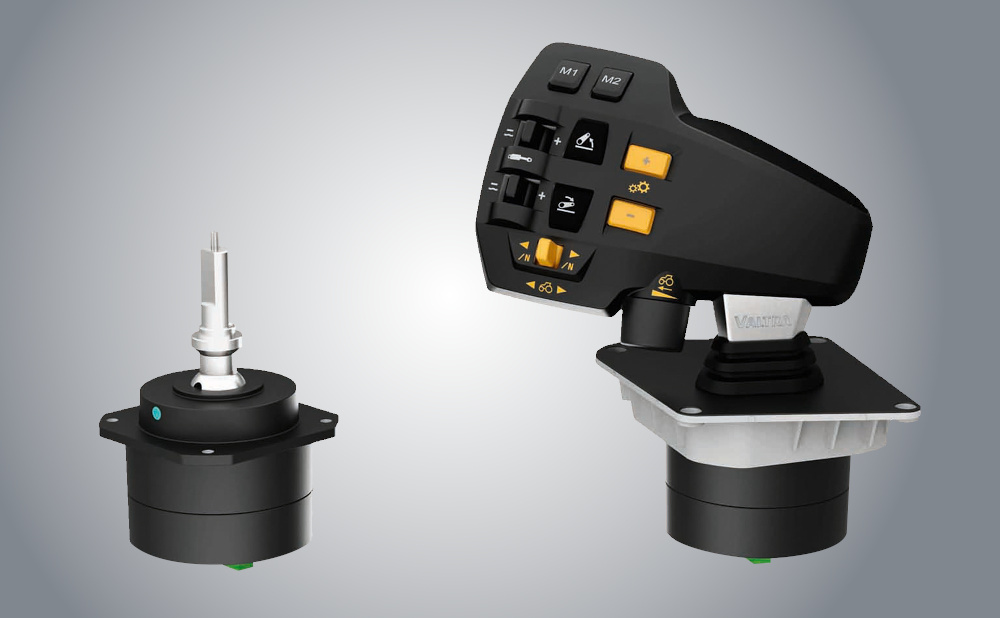 M1
M2
=
+
+
=
+
-
/N
/N
VALTRA